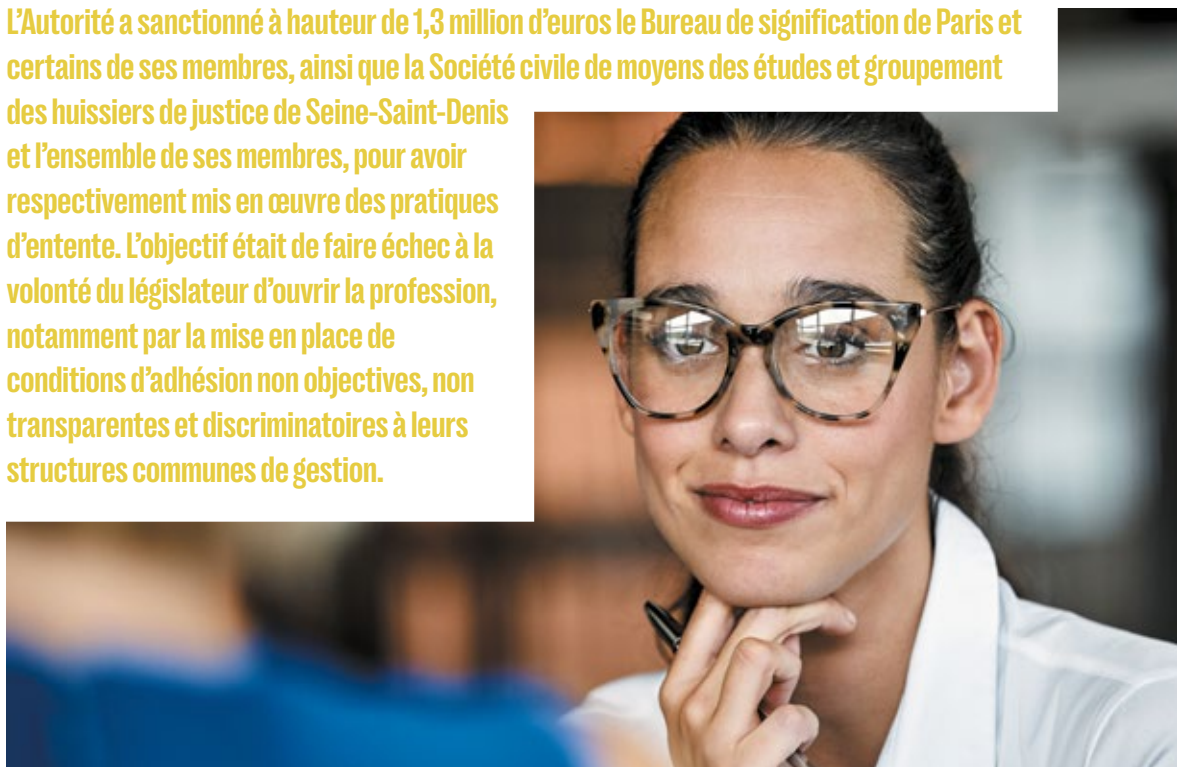 L’Autorité a sanctionné à hauteur de 1,3 million d’euros le Bureau de signification de Paris et
certains de ses membres, ainsi que la Société civile de moyens des études et groupement
des huissiers de justice de Seine-Saint-Denis
et l’ensemble de ses membres, pour avoir
respectivement mis en œuvre des pratiques
d’entente. L’objectif était de faire échec à la
volonté du législateur d’ouvrir la profession,
notamment par la mise en place de
conditions d’adhésion non objectives, non
transparentes et discriminatoires à leurs
structures communes de gestion.